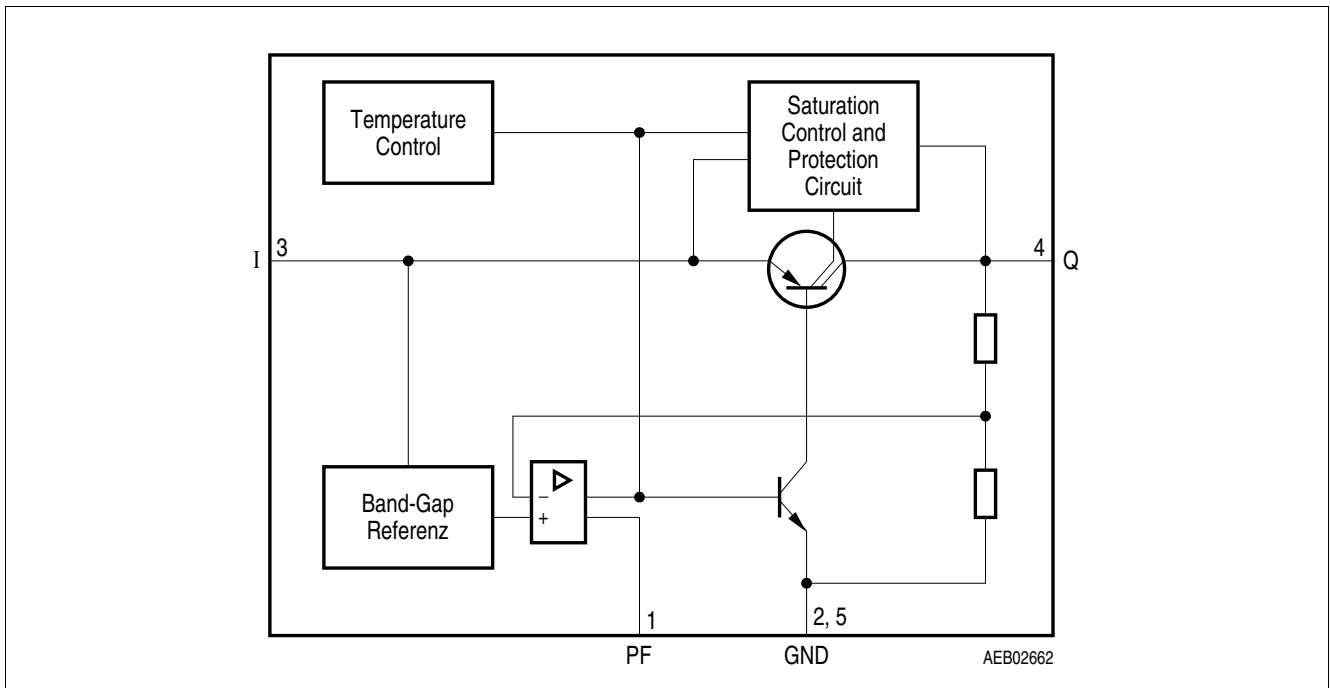 Temperature
Control
Saturation
Control and
Protection
Circuit
I
3
4
Q
Band-Gap
Referenz
−
+
1
2, 5
PF
GND
AEB02662